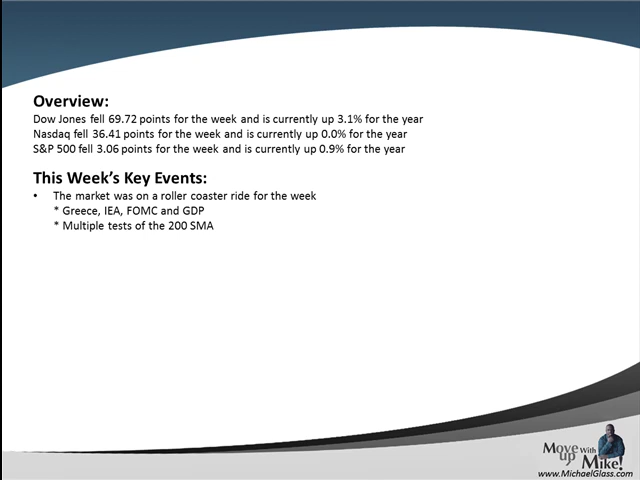 Overview:
Dow Jones fell 69.72 points for the week and is currently up 3.1% for the year
Nasdaq fell 36.41 points for the week and is currently up 0.0% for the year
S&P 500 fell 3.06 points for the week and is currently up 0.9% for the year
This Week's Key Events:
• The market was on a roller coaster ride for the week
* Greece, IEA, FOMC and GDP
* Multiple tests of the 200 SMA
Move up With Mike!
www.MichaelGlass.com